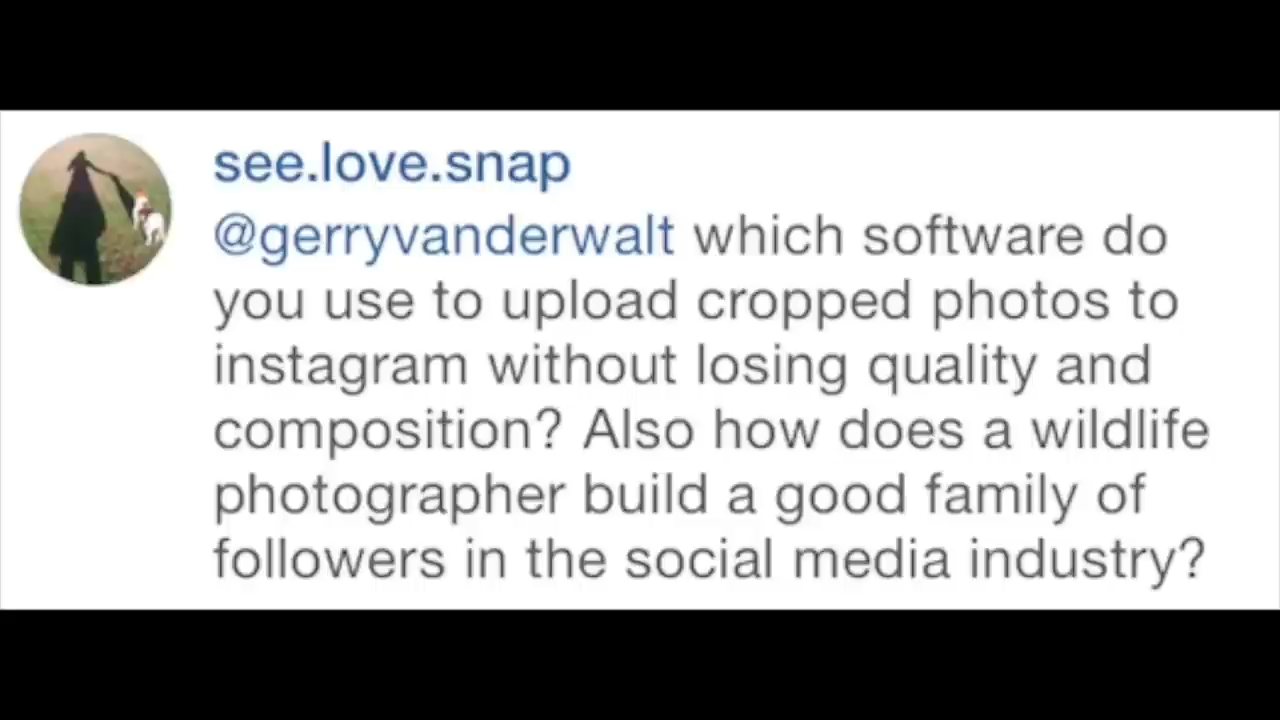 see.love.snap
@gerryvanderwalt which software do
you use to upload cropped photos to
instagram without losing quality and
composition? Also how does a wildlife
photographer build a good family of
followers in the social media industry?